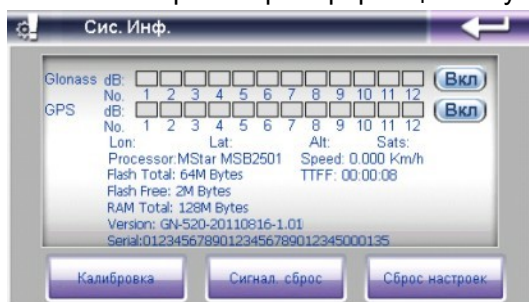 Сис. Инф.
Glonass dB: Вкл
No. 1 2 3 4 5 6 7 8 9 10 11 12
GPS dB: Вкл
No. 1 2 3 4 5 6 7 8 9 10 11 12
Lon: Lat: Alt: Sats:
Processor:MStar MSB2501 Speed: 0.000 Km/h
Flash Total: 64M Bytes TTFF: 00:00:08
Flash Free: 2M Bytes
RAM Total: 128M Bytes
Version: GN-520-20110816-1.01
Serial:01234567890123456789012345000135
Калибровка Сигнал. сброс Сброс настроек